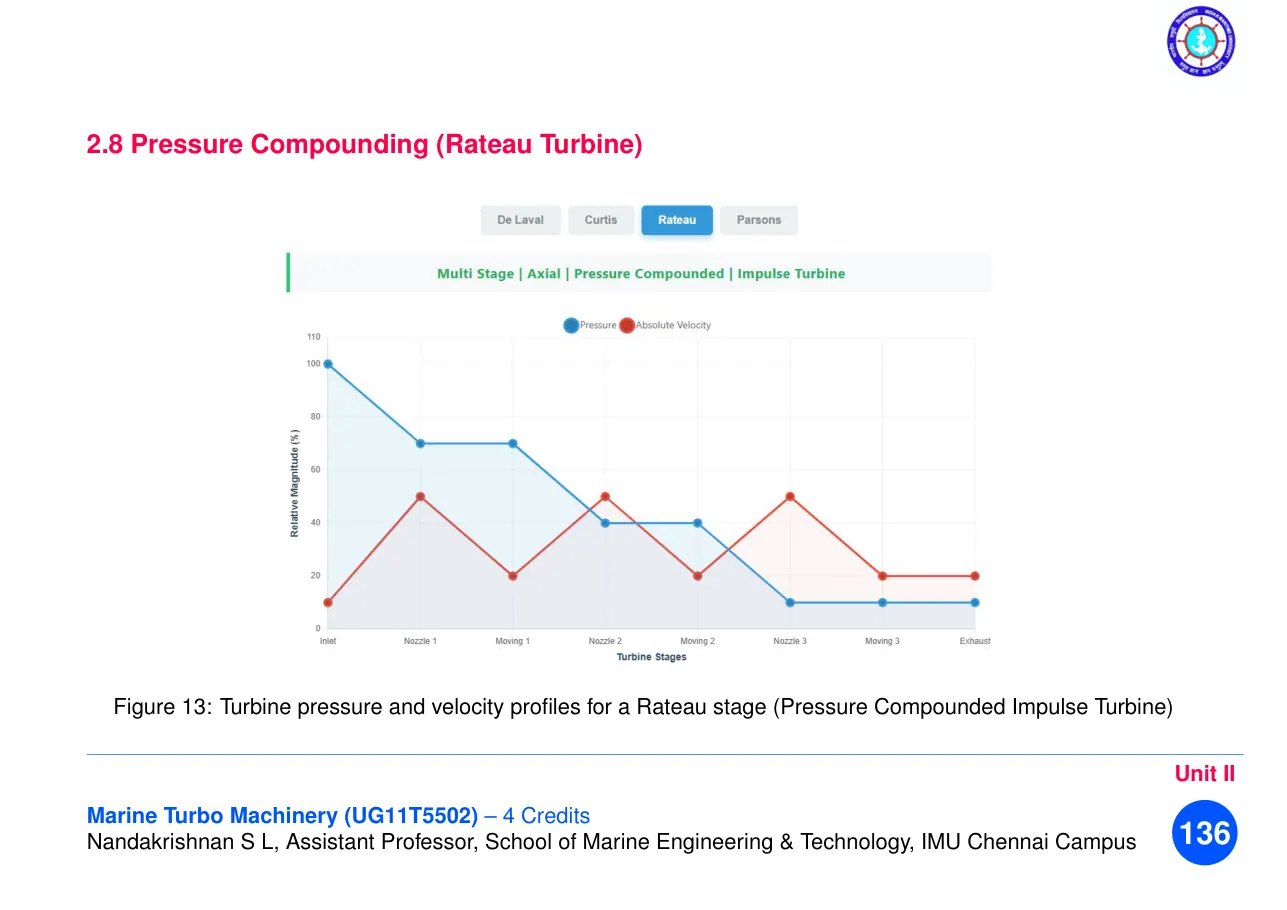 2.8 Pressure Compounding (Rateau Turbine)
De Laval Curtis Rateau Parsons
Multi Stage | Axial | Pressure Compounded | Impulse Turbine
Pressure Absolute Velocity
110
100
80
60
40
20
0
Relative Magnitude (%)
Inlet Nozzle 1 Moving 1 Nozzle 2 Moving 2 Nozzle 3 Moving 3 Exhaust
Turbine Stages
Figure 13: Turbine pressure and velocity profiles for a Rateau stage (Pressure Compounded Impulse Turbine)
Unit II
Marine Turbo Machinery (UG11T5502) – 4 Credits
Nandakrishnan S L, Assistant Professor, School of Marine Engineering & Technology, IMU Chennai Campus
136